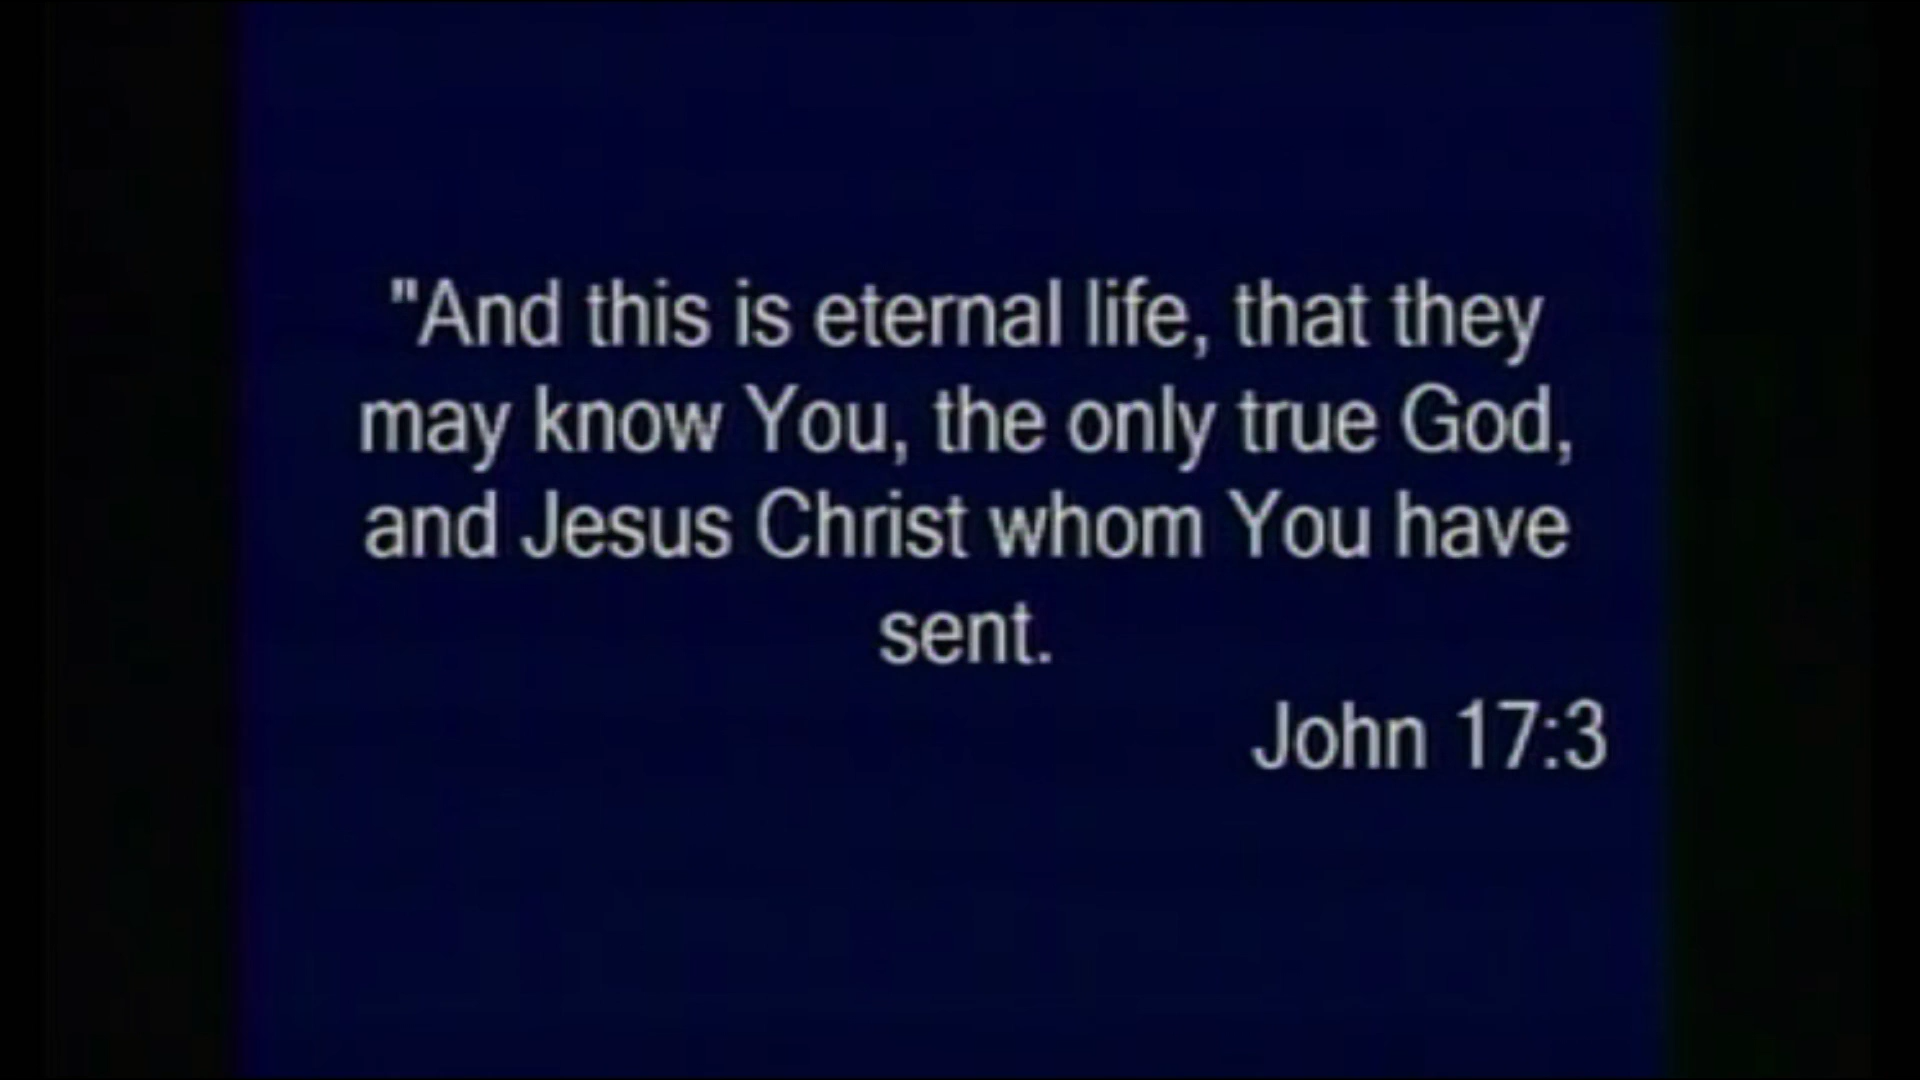 "And this is eternal life, that they
may know You, the only true God,
and Jesus Christ whom You have
sent.
John 17:3